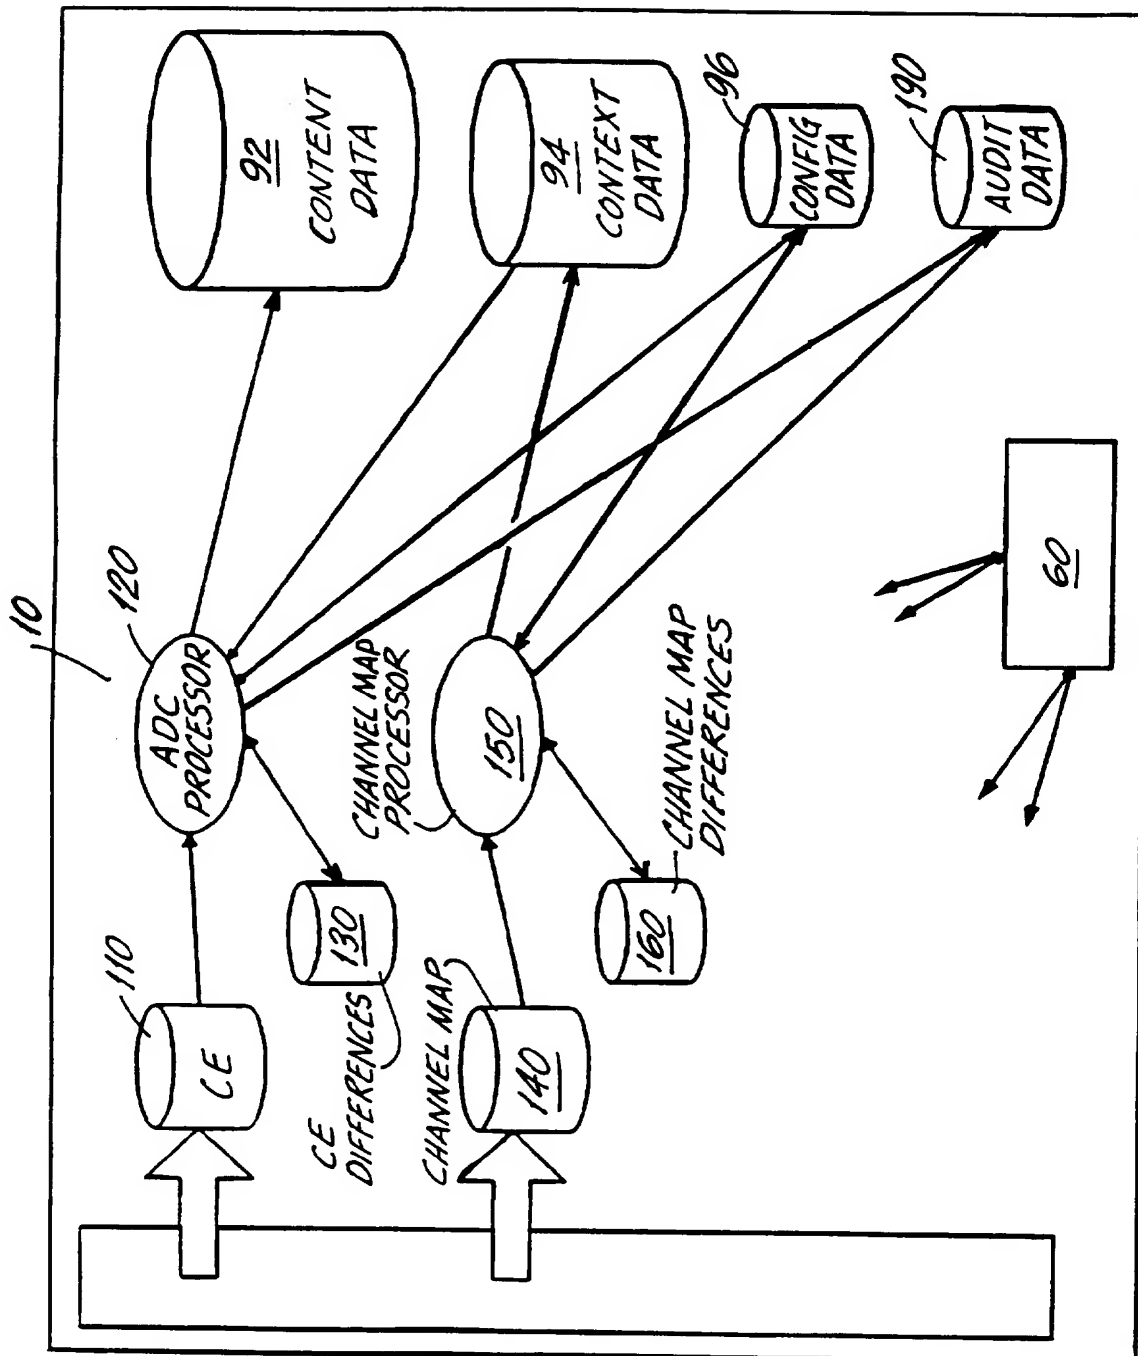 10
110
CE
120
ADC
PROCESSOR
92
CONTENT
DATA
CE
DIFFERENCES
130
94
CONTEXT
DATA
CHANNEL MAP
140
CHANNEL MAP
PROCESSOR
150
96
CONFIG
DATA
160
CHANNEL MAP
DIFFERENCES
190
AUDIT
DATA
60